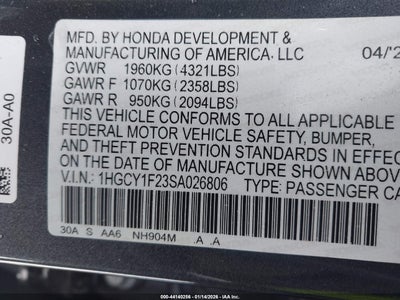 MFD. BY HONDA DEVELOPMENT &
MANUFACTURING OF AMERICA, LLC 04/2
GVWR 1960KG (4321LBS)
GAWR F 1070KG (2358LBS)
GAWR R 950KG (2094LBS)
THIS VEHICLE CONFORMS TO ALL APPLICABLE
FEDERAL MOTOR VEHICLE SAFETY, BUMPER,
AND THEFT PREVENTION STANDARDS IN EFFEC
ON THE DATE OF MANUFACTURE SHOWN ABOV
V.I.N.: 1HGCY1F23SA026806 TYPE: PASSENGER CA
30A S AA6 NH904M .A .A
30A-A0
000-44140256 - 01/14/2026 - IAA